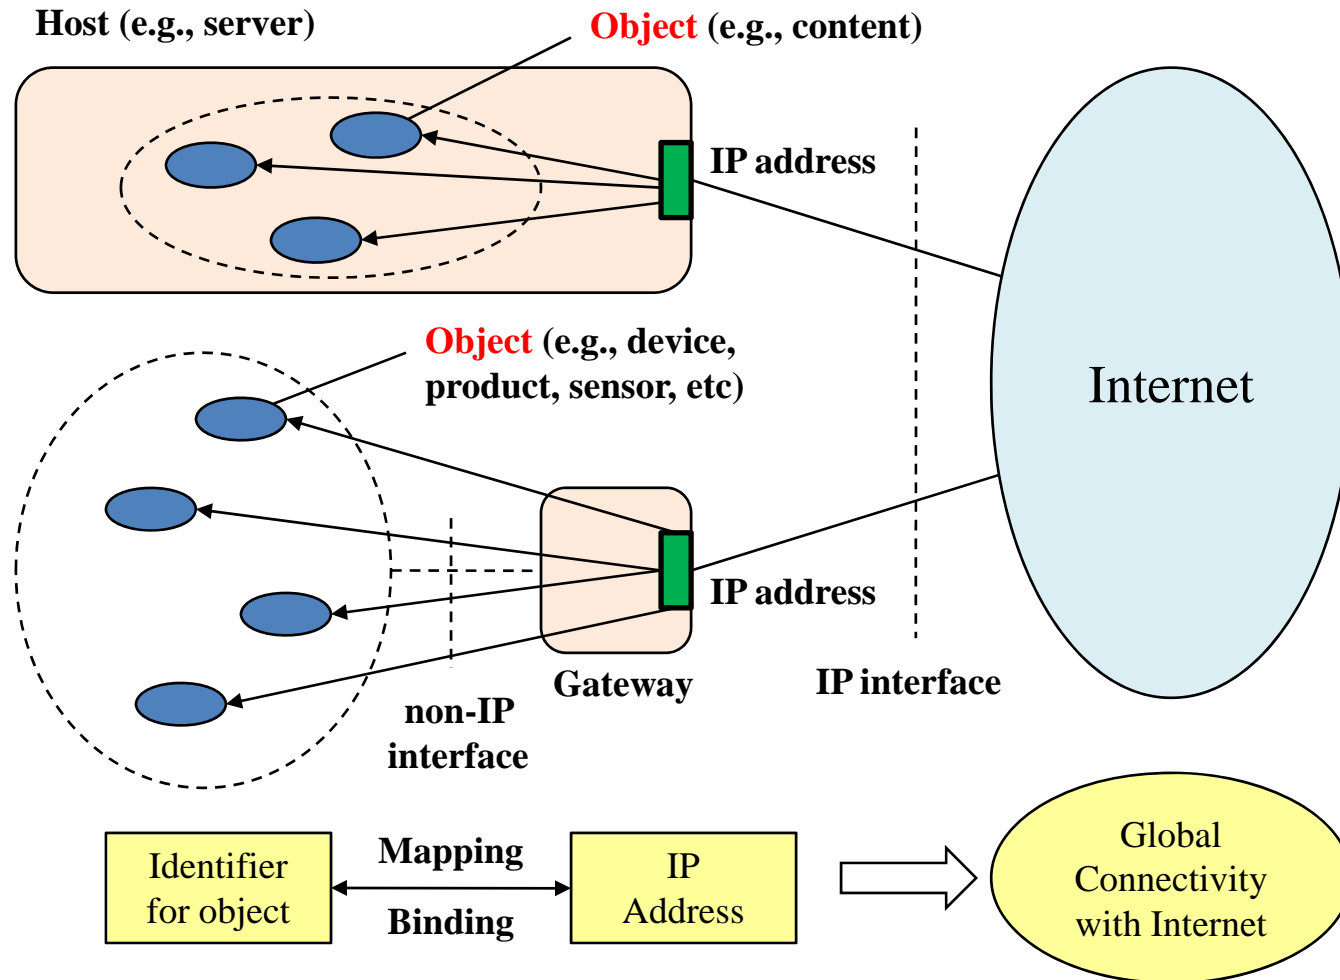 Host (e.g., server)
Object (e.g., content)
IP address
Object (e.g., device,
product, sensor, etc)
Internet
IP address
Gateway
IP interface
non-IP
interface
Identifier
for object
Mapping
Binding
IP
Address
Global
Connectivity
with Internet